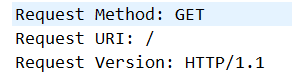 Request Method: GET
Request URI: /
Request Version: HTTP/1.1